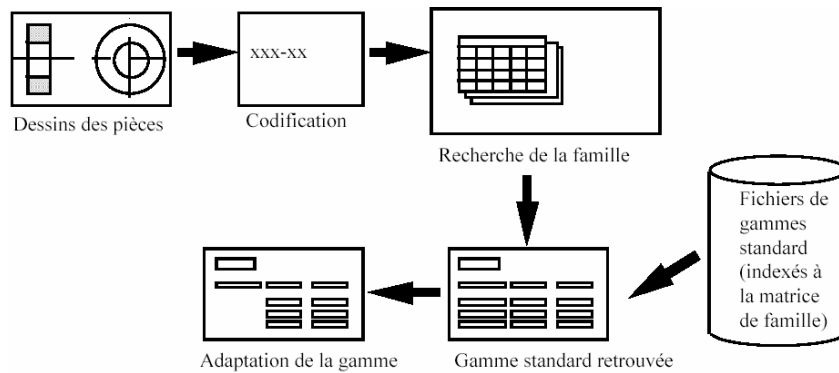 xxx-xx
Dessins des pièces
Codification
Recherche de la famille
Fichiers de
gammes
standard
(indexés à
la matrice
de famille)
Adaptation de la gamme
Gamme standard retrouvée